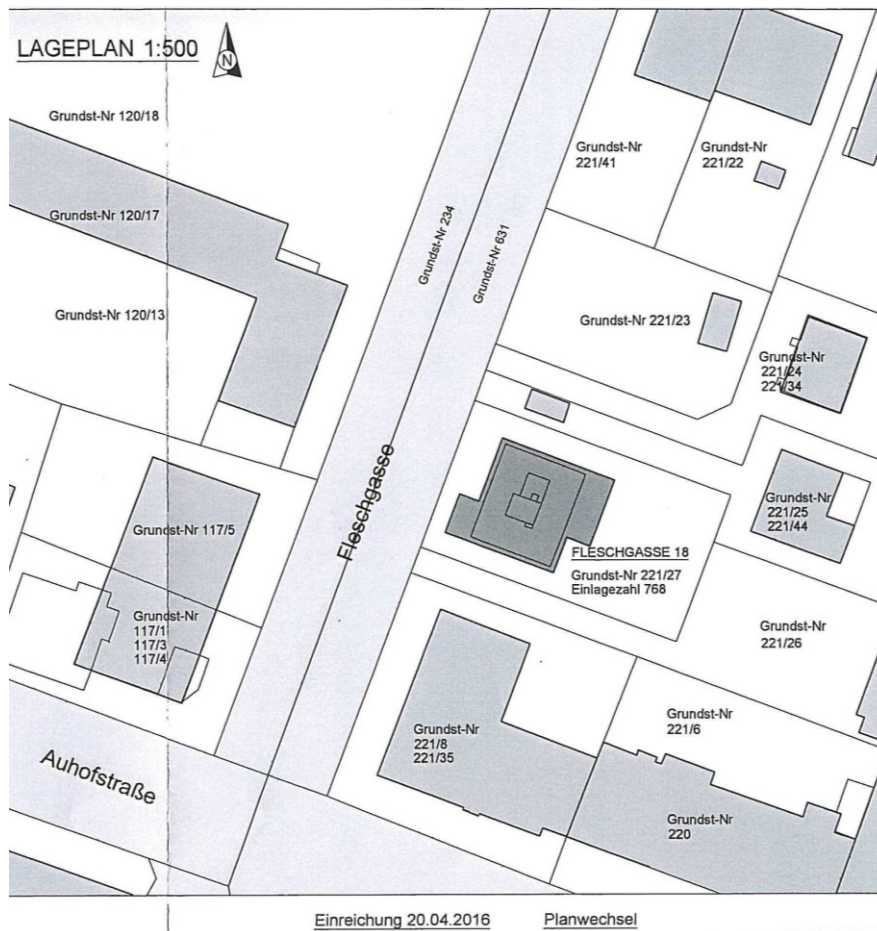 LAGEPLAN 1:500
N
Grundst-Nr 120/18
Grundst-Nr
221/41
Grundst-Nr
221/22
Grundst-Nr 120/17
Grundst-Nr 234
Grundst-Nr 631
Grundst-Nr 120/13
Grundst-Nr 221/23
Grundst-Nr
221/24
221/34
Fleschgasse
Grundst-Nr 117/5
Grundst-Nr
221/25
221/44
FLESCHGASSE 18
Grundst-Nr 221/27
Einlagezahl 768
Grundst-Nr
117/1
117/3
117/4
Grundst-Nr
221/26
Grundst-Nr
221/6
Grundst-Nr
221/8
221/35
Auhofstraße
Grundst-Nr
220
Einreichung 20.04.2016 Planwechsel